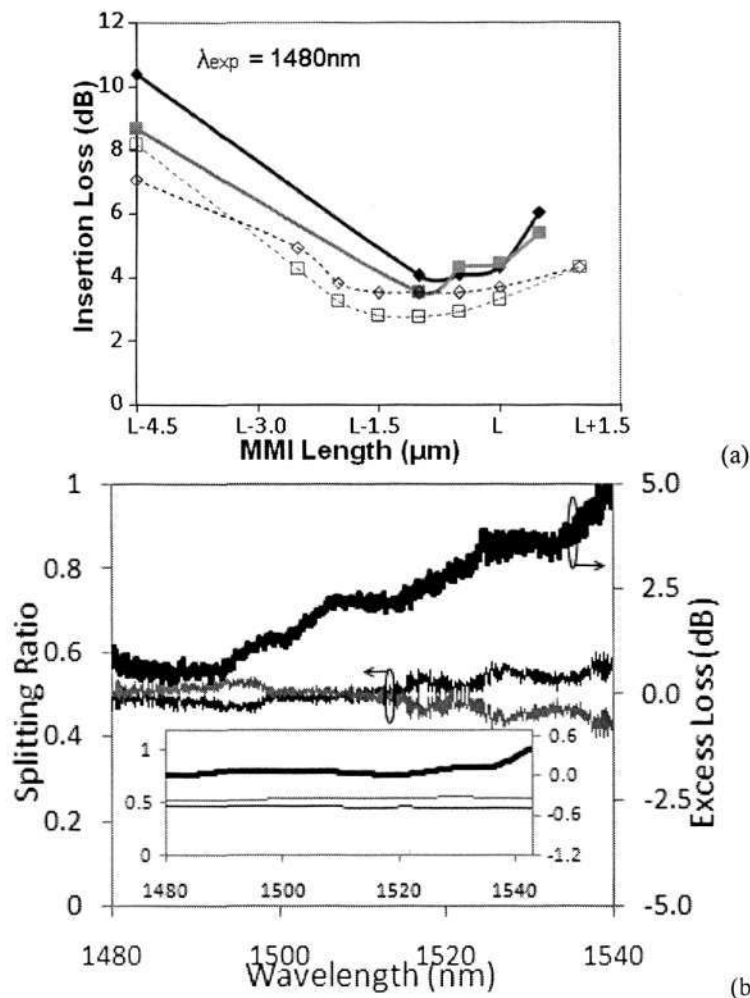 12
10
8
6
4
2
0
Insertion Loss (dB)
λexp = 1480nm
L-4.5 L-3.0 L-1.5 L L+1.5
MMI Length (μm)
(a)
1
0.8
0.6
0.4
0.2
0
Splitting Ratio
5.0
2.5
0.0
-2.5
-5.0
Excess Loss (dB)
1
0.5
0
0.6
0.0
-0.6
-1.2
1480 1500 1520 1540
1480 1500 1520 1540
Wavelength (nm)
(b